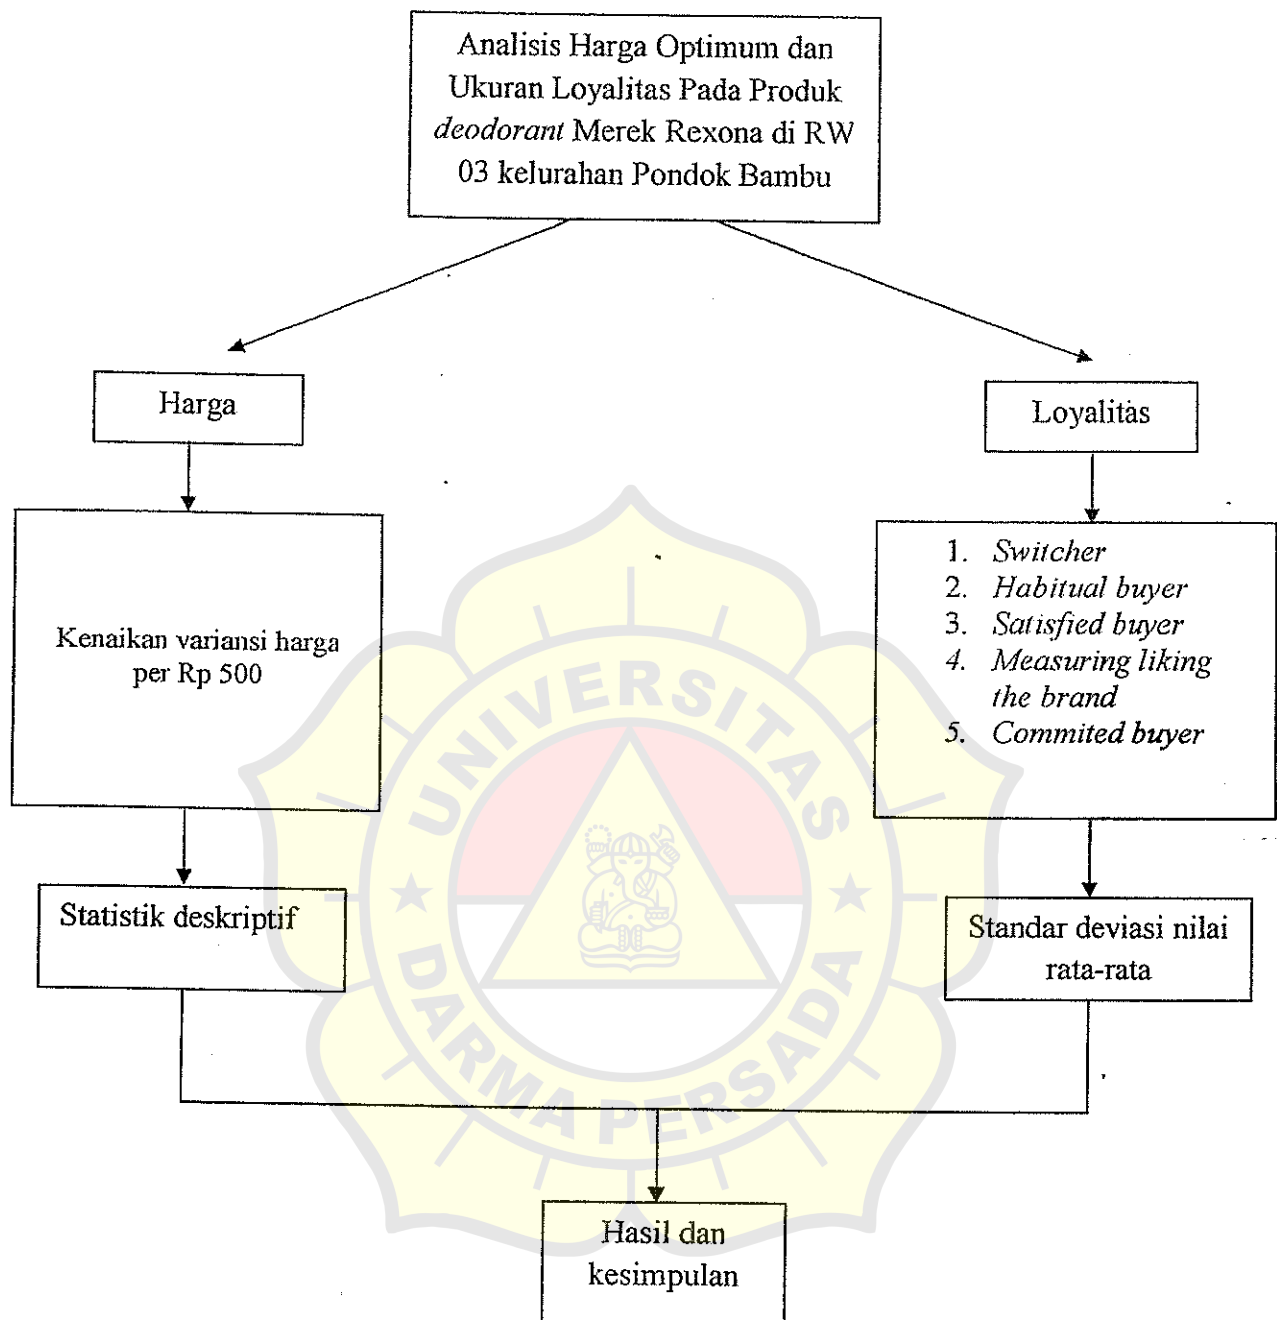 Analisis Harga Optimum dan
Ukuran Loyalitas Pada Produk
deodorant Merek Rexona di RW
03 kelurahan Pondok Bambu
Harga
Loyalitas
Kenaikan variansi harga
per Rp 500
1. Switcher
2. Habitual buyer
3. Satisfied buyer
4. Measuring liking
the brand
5. Commited buyer
Statistik deskriptif
Standar deviasi nilai
rata-rata
Hasil dan
kesimpulan
UNIVERSITAS
DARMA PERSADA